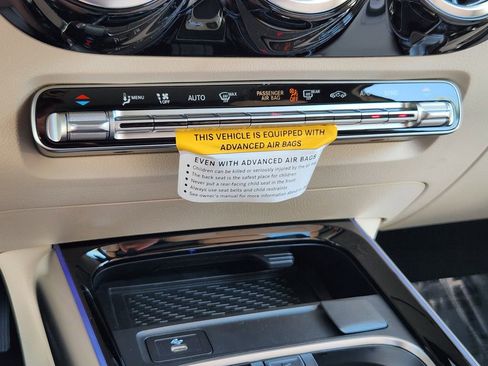 MENU
OFF
AUTO
MAX
PASSENGER
AIR BAG
OFF
REAR
SYNC
THIS VEHICLE IS EQUIPPED WITH
ADVANCED AIR BAGS
EVEN WITH ADVANCED AIR BAGS
• Children can be killed or seriously injured by the air bag
• The back seat is the safest place for children
• Never put a rear-facing child seat in the front
• Always use seat belts and child restraints
• See owner's manual for more information about